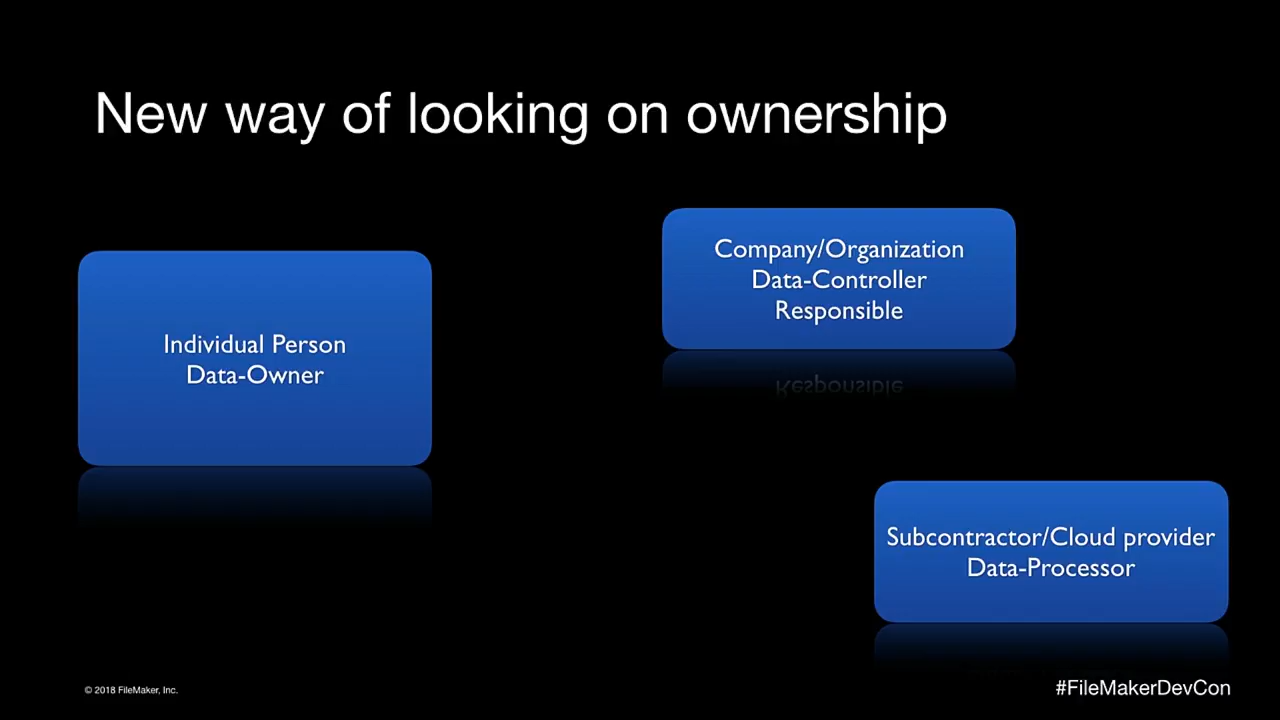 New way of looking on ownership
Individual Person
Data-Owner
Company/Organization
Data-Controller
Responsible
Subcontractor/Cloud provider
Data-Processor
© 2018 FileMaker, Inc.
#FileMakerDevCon